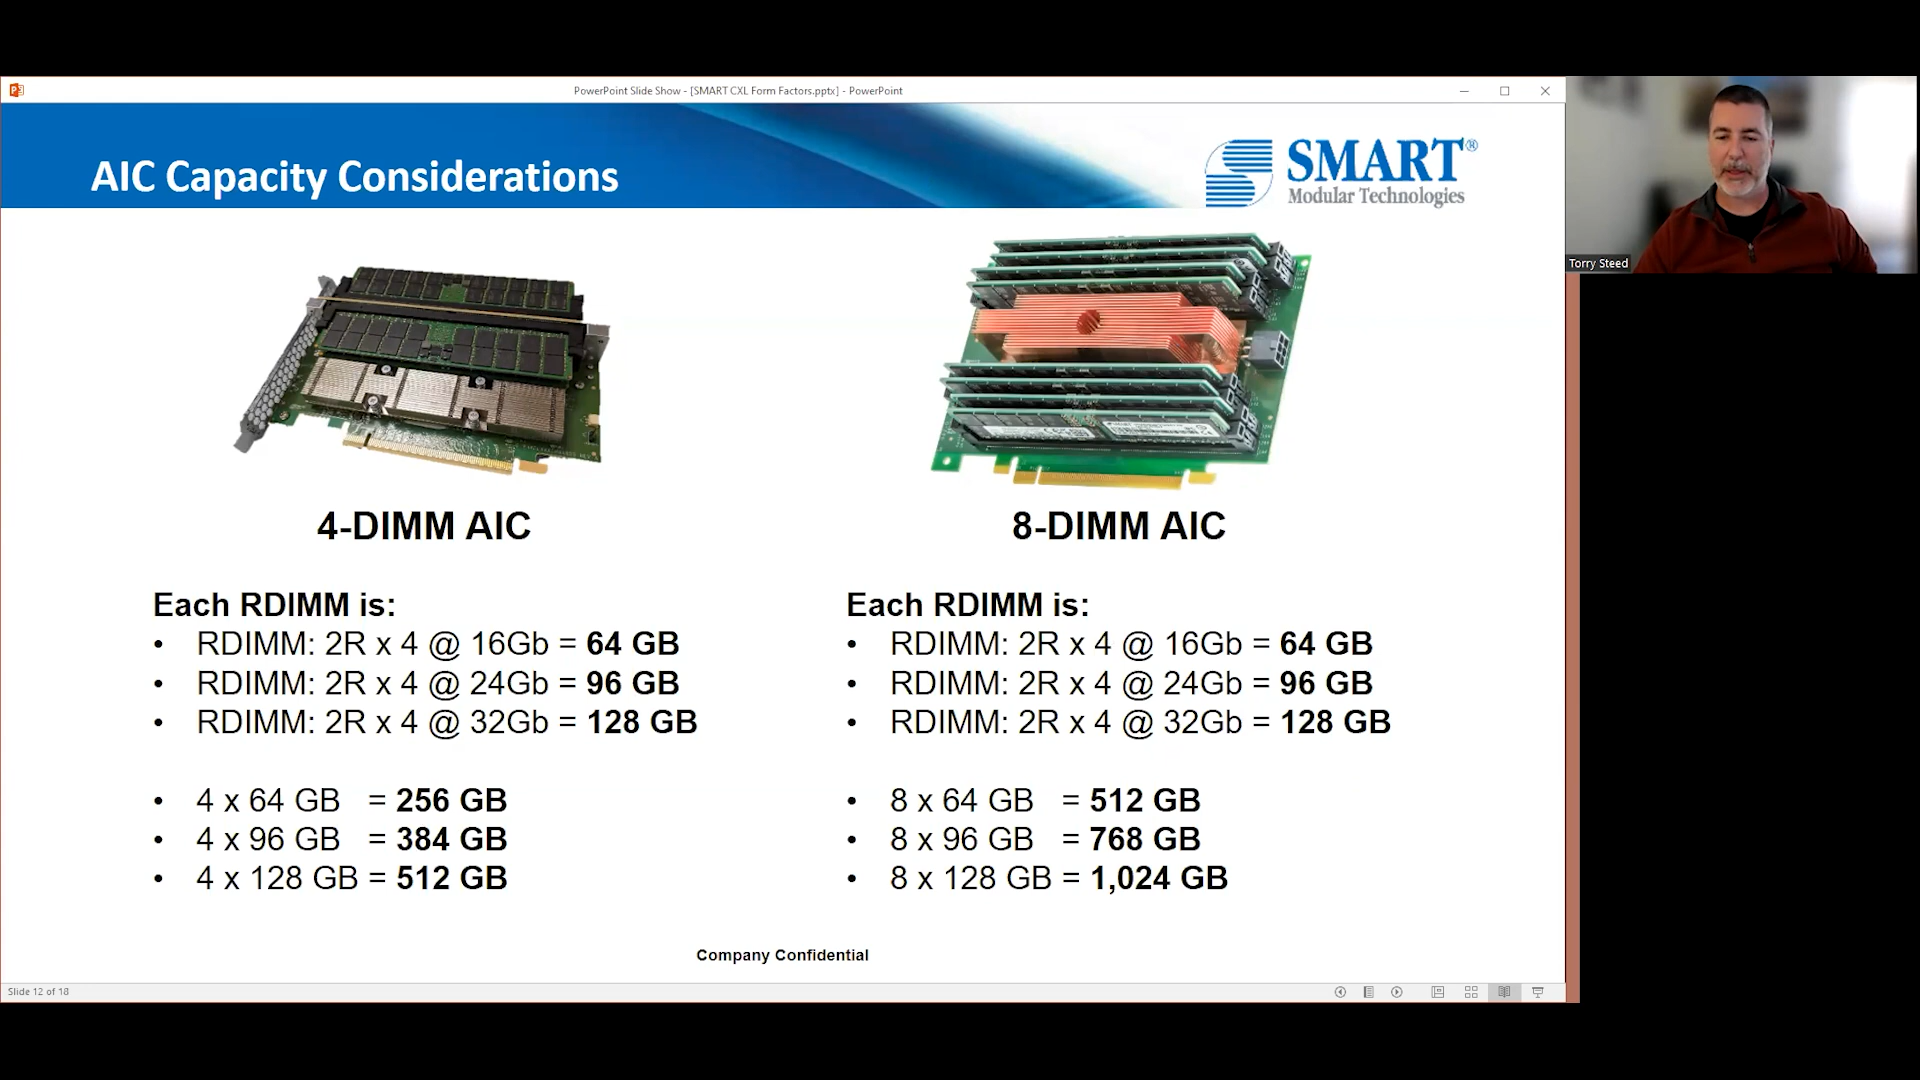 PowerPoint Slide Show - [SMART CXL Form Factors.pptx] - PowerPoint
AIC Capacity Considerations
SMART®
Modular Technologies
Torry Steed
4-DIMM AIC
Each RDIMM is:
• RDIMM: 2R x 4 @ 16Gb = 64 GB
• RDIMM: 2R x 4 @ 24Gb = 96 GB
• RDIMM: 2R x 4 @ 32Gb = 128 GB
• 4 x 64 GB = 256 GB
• 4 x 96 GB = 384 GB
• 4 x 128 GB = 512 GB
8-DIMM AIC
Each RDIMM is:
• RDIMM: 2R x 4 @ 16Gb = 64 GB
• RDIMM: 2R x 4 @ 24Gb = 96 GB
• RDIMM: 2R x 4 @ 32Gb = 128 GB
• 8 x 64 GB = 512 GB
• 8 x 96 GB = 768 GB
• 8 x 128 GB = 1,024 GB
Company Confidential
Slide 12 of 18